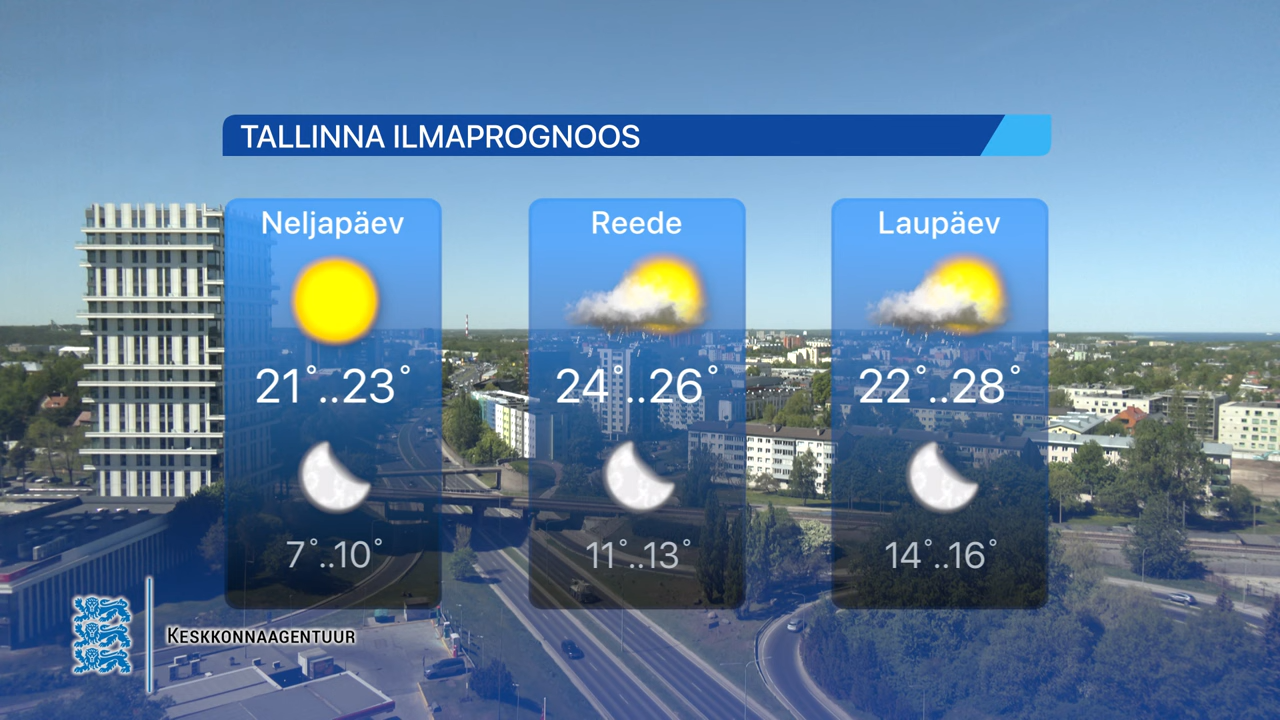 TALLINNA ILMAPROGNOOS
Neljapäev
21°..23°
7°..10°
Reede
24°..26°
11°..13°
Laupäev
22°..28°
14°..16°
KESKKONNAAGENTUUR